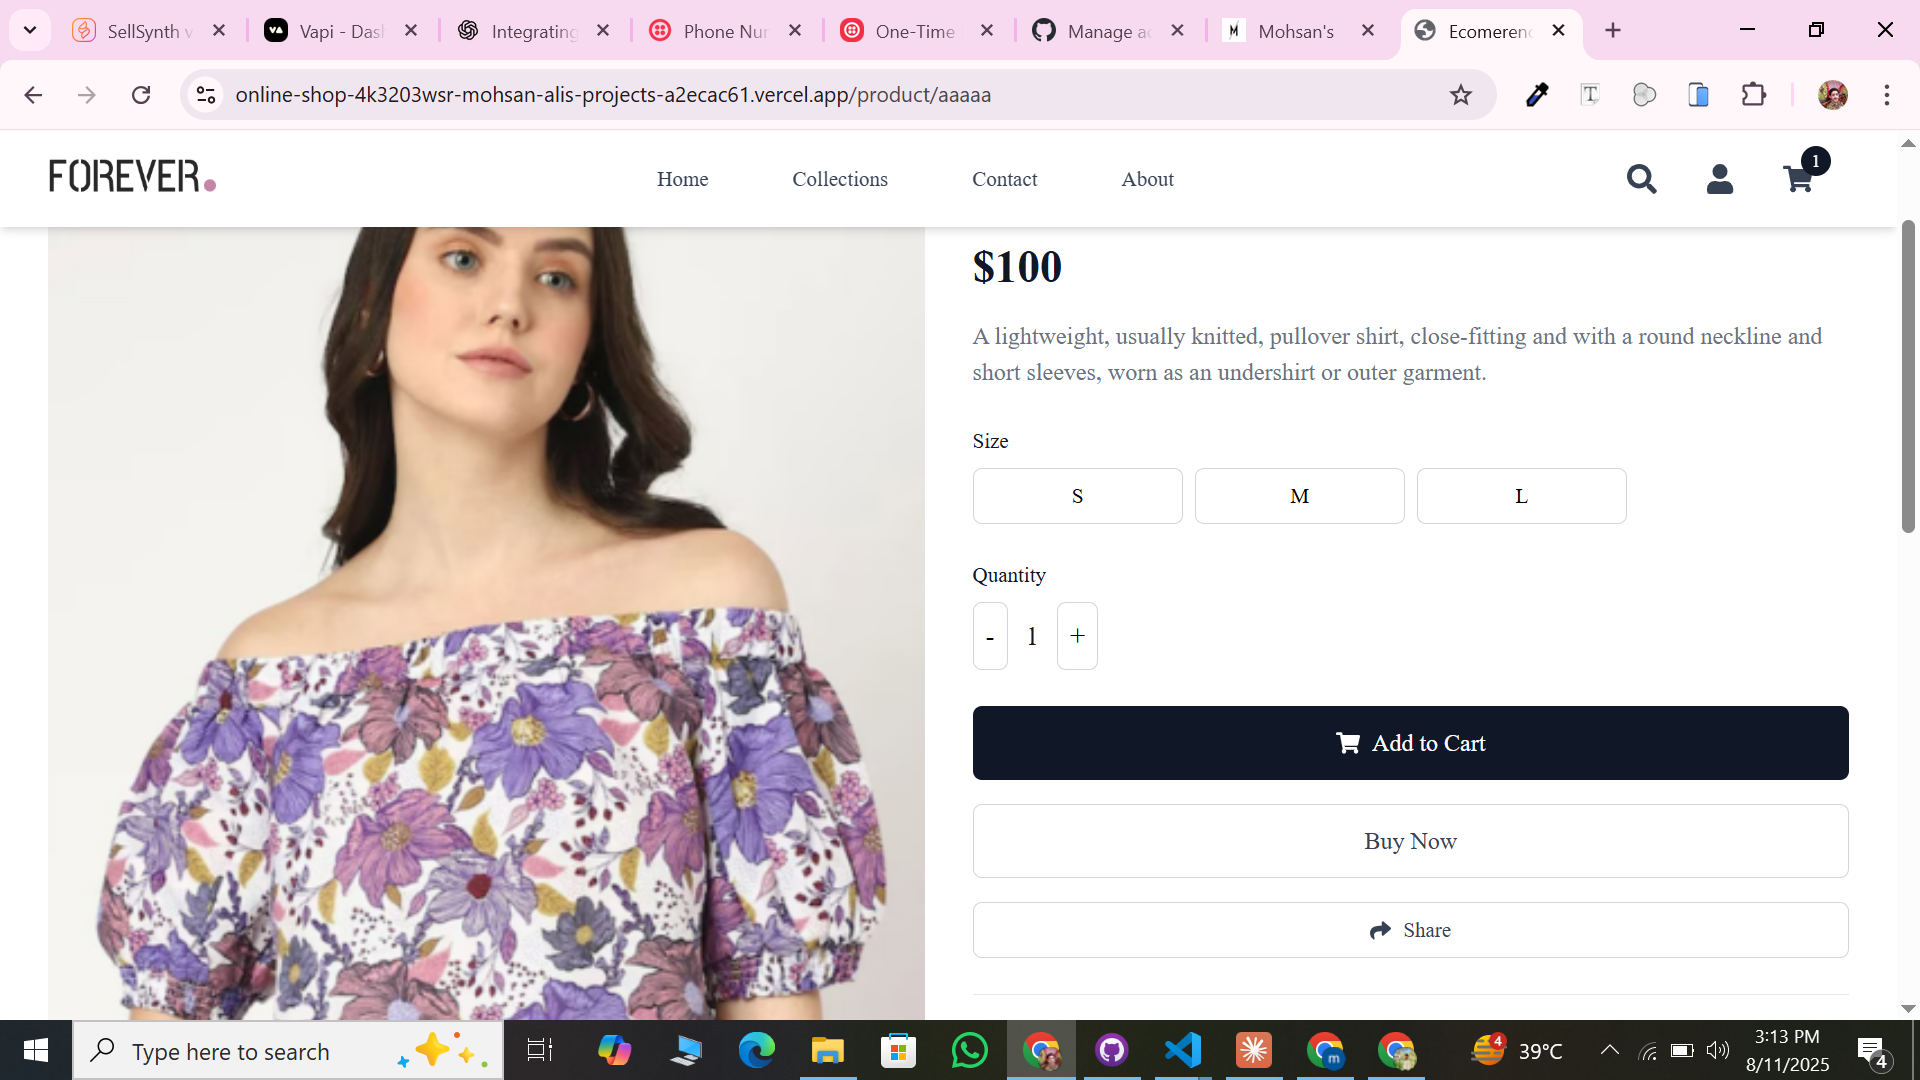 SellSynth v
Vapi - Das
Integrating
Phone Nur
One-Time
Manage ac
Mohsan's
Ecomerenc
online-shop-4k3203wsr-mohsan-alis-projects-a2ecac61.vercel.app/product/aaaaa
FOREVER.
Home
Collections
Contact
About
1
$100
A lightweight, usually knitted, pullover shirt, close-fitting and with a round neckline and
short sleeves, worn as an undershirt or outer garment.
Size
S
M
L
Quantity
-
1
+
Add to Cart
Buy Now
Share
Type here to search
4
39°C
3:13 PM
8/11/2025
4